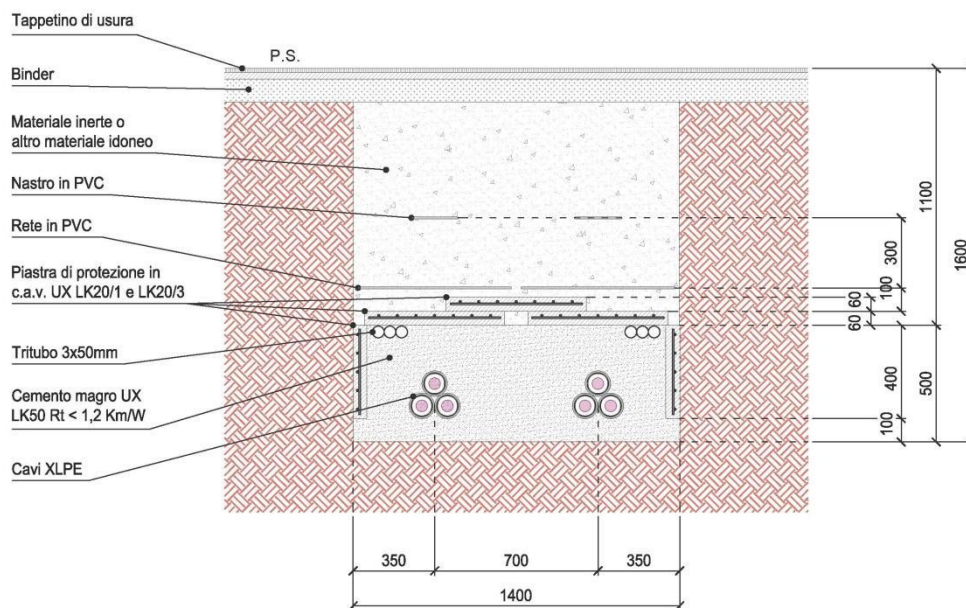 Tappetino di usura
P.S.
Binder
Materiale inerte o
altro materiale idoneo
Nastro in PVC
Rete in PVC
Piastra di protezione in
c.a.v. UX LK20/1 e LK20/3
Tritubo 3x50mm
Cemento magro UX
LK50 Rt < 1,2 Km/W
Cavi XLPE
300
100
60
60
400
100
1100
500
1600
350
700
350
1400